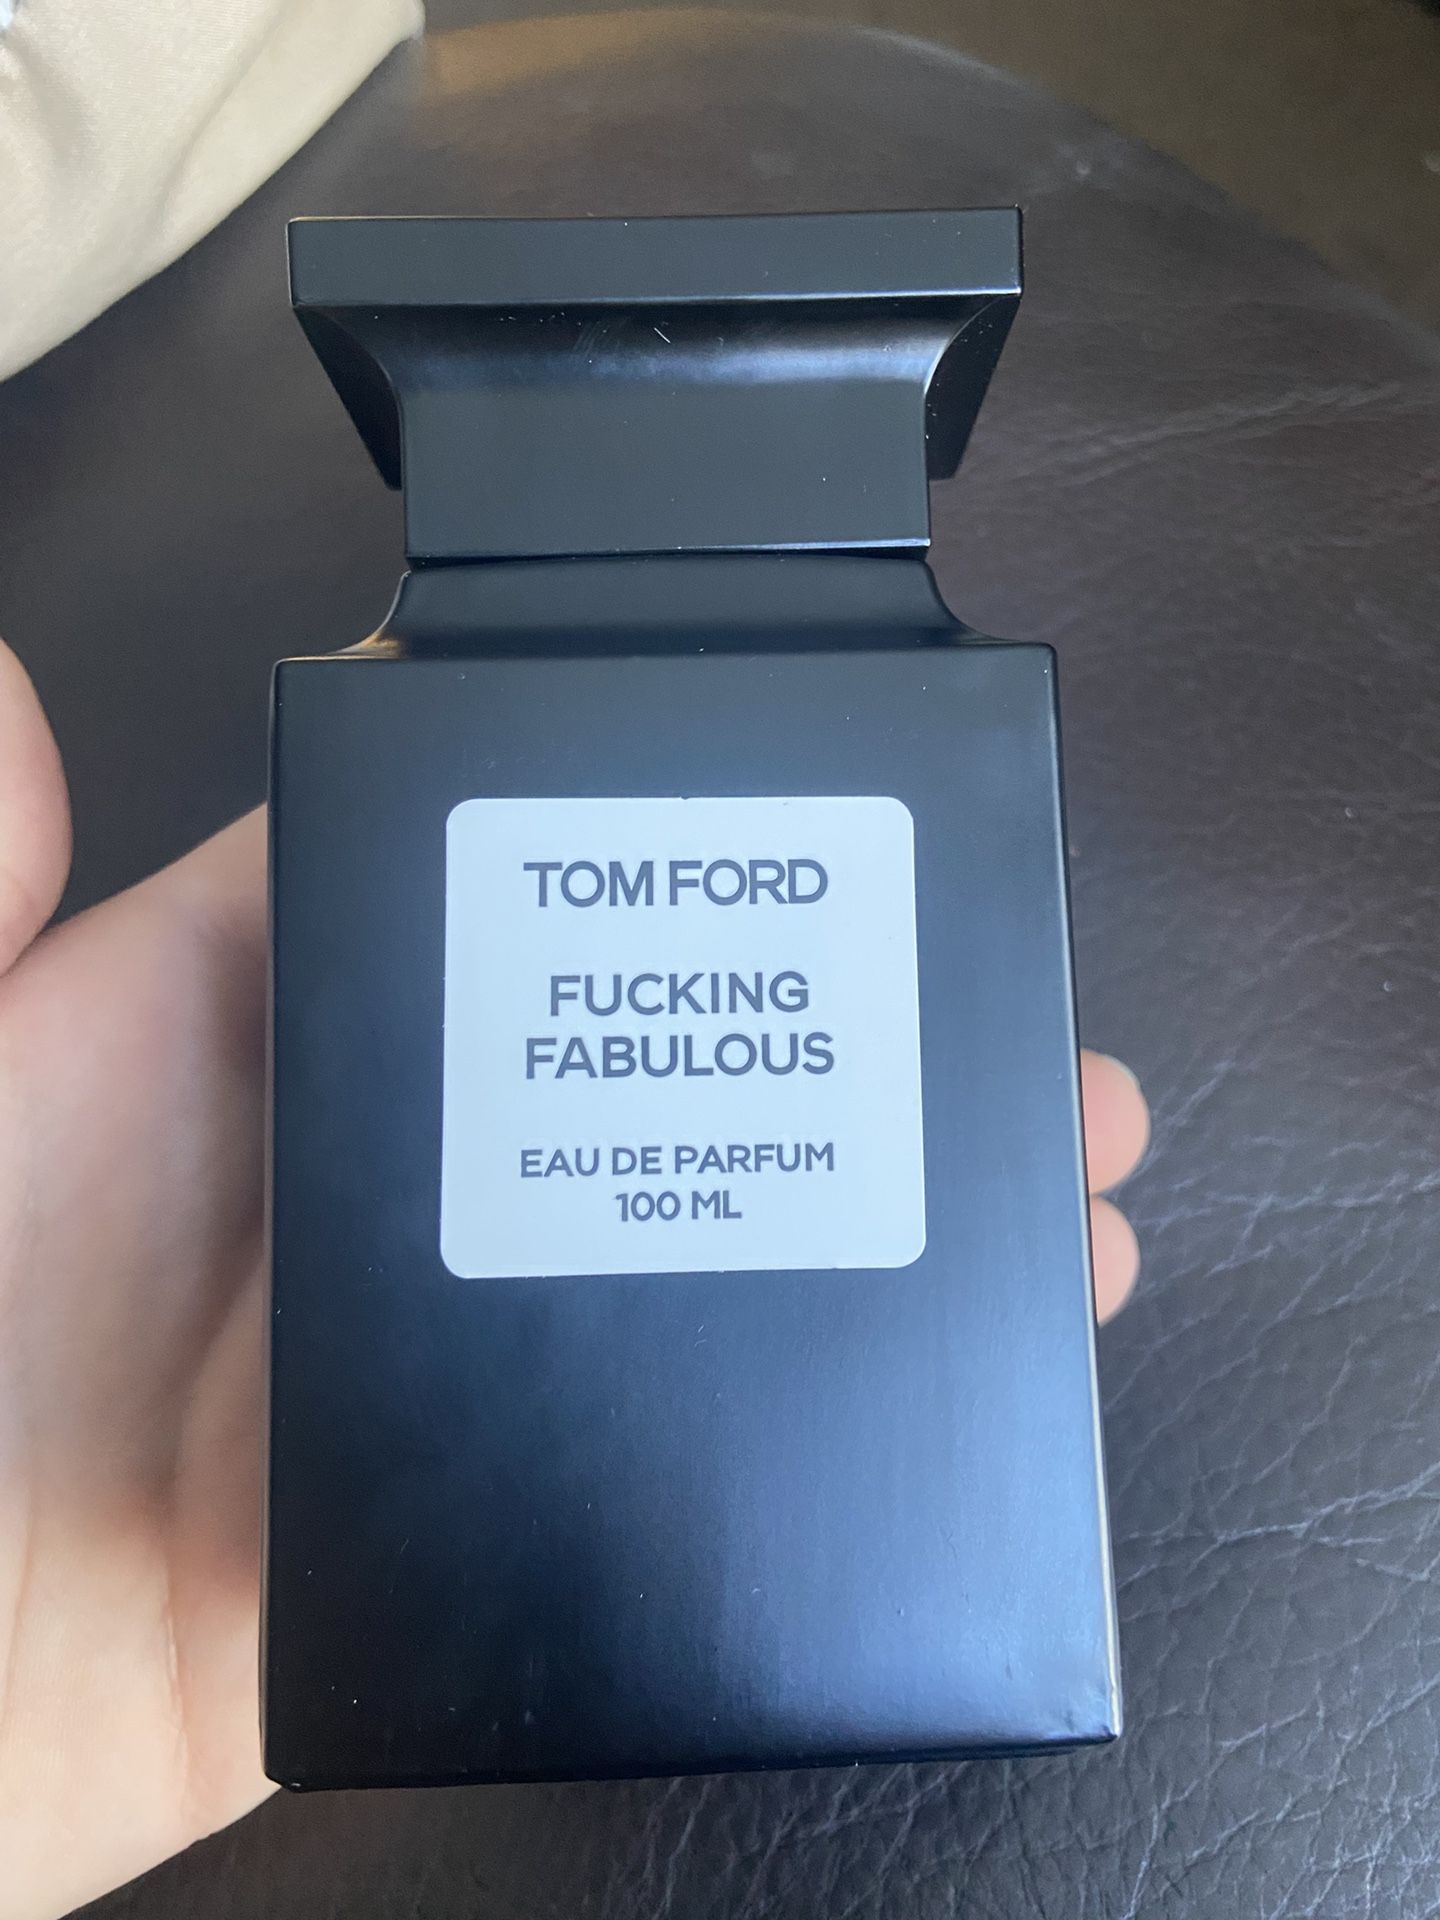 TOM FORD
FUCKING
FABULOUS
EAU DE PARFUM
100 ML